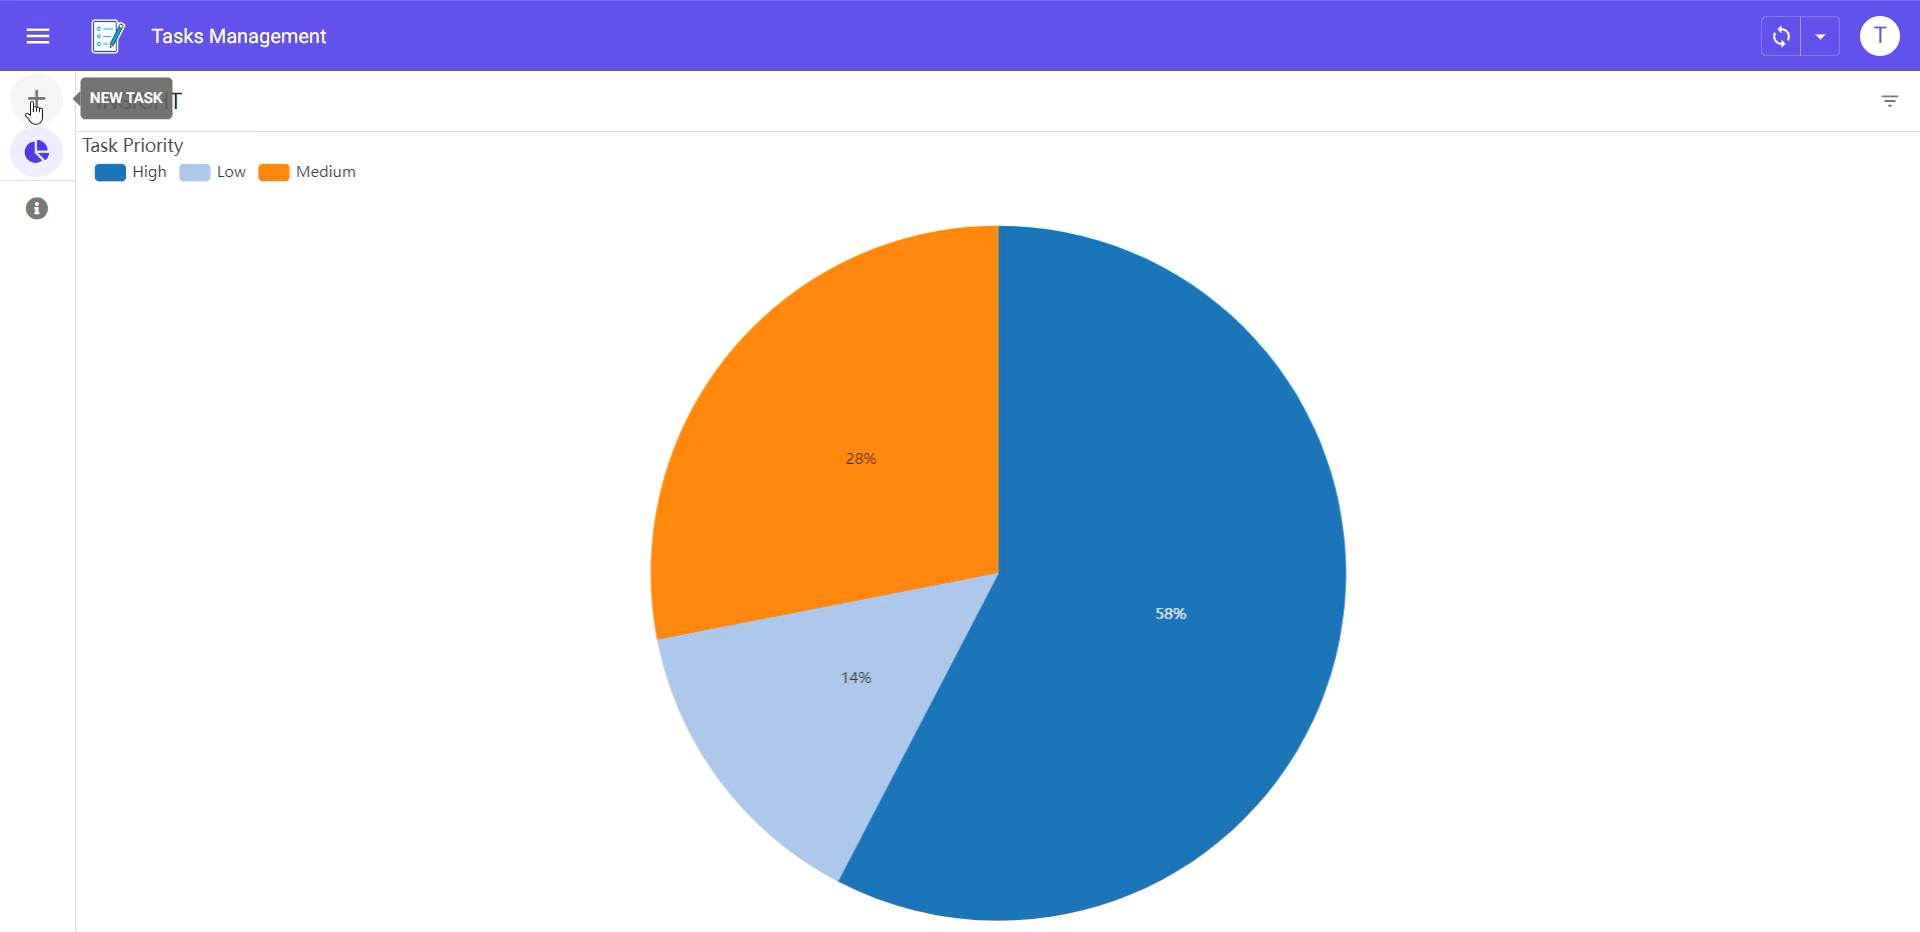 Tasks Management
T
NEW TASK
Task Priority
High Low Medium
28%
58%
14%